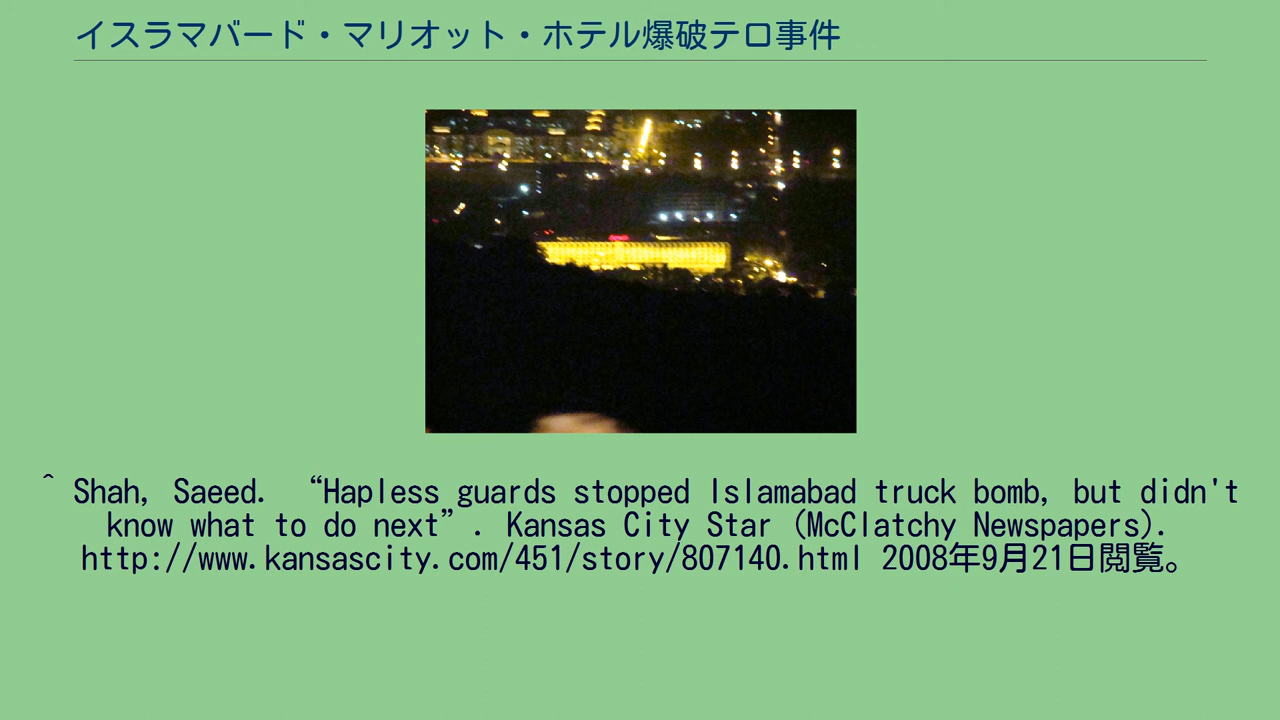 イスラマバード・マリオット・ホテル爆破テロ事件
^ Shah, Saeed. “Hapless guards stopped Islamabad truck bomb, but didn't
know what to do next”. Kansas City Star (McClatchy Newspapers).
http://www.kansascity.com/451/story/807140.html 2008年9月21日閲覧。